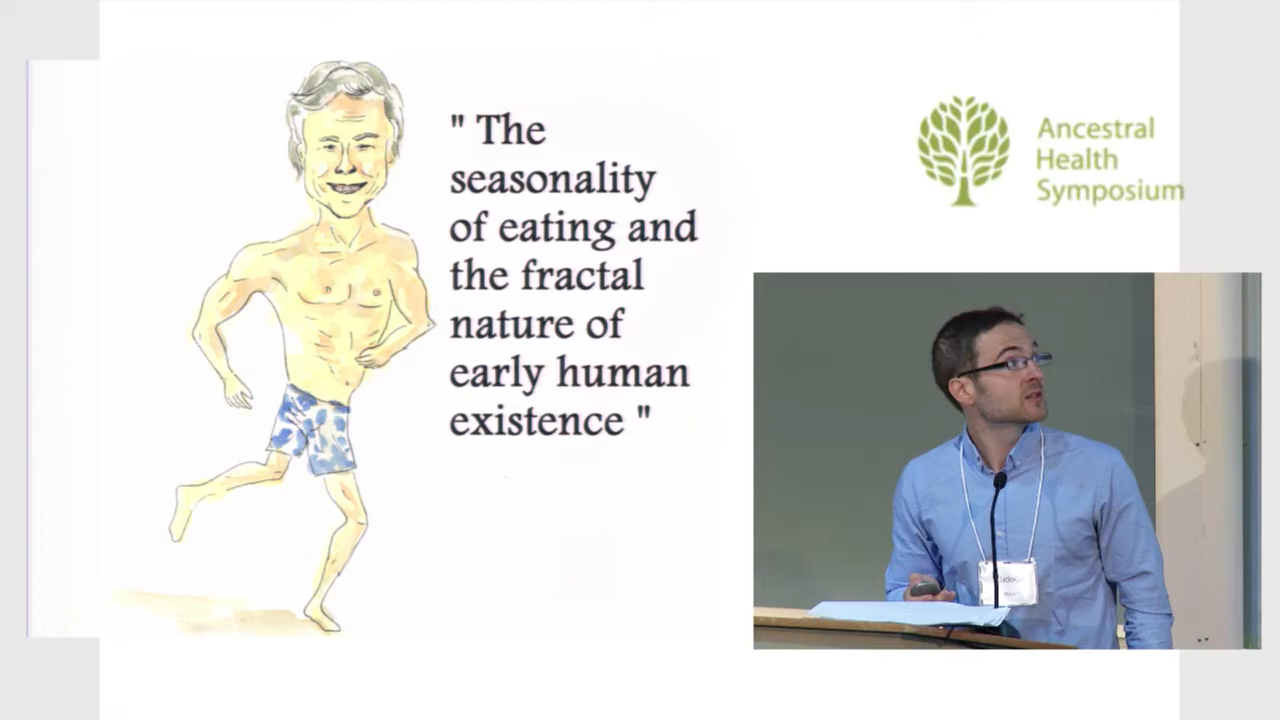 " The
seasonality
of eating and
the fractal
nature of
early human
existence "
Ancestral
Health
Symposium